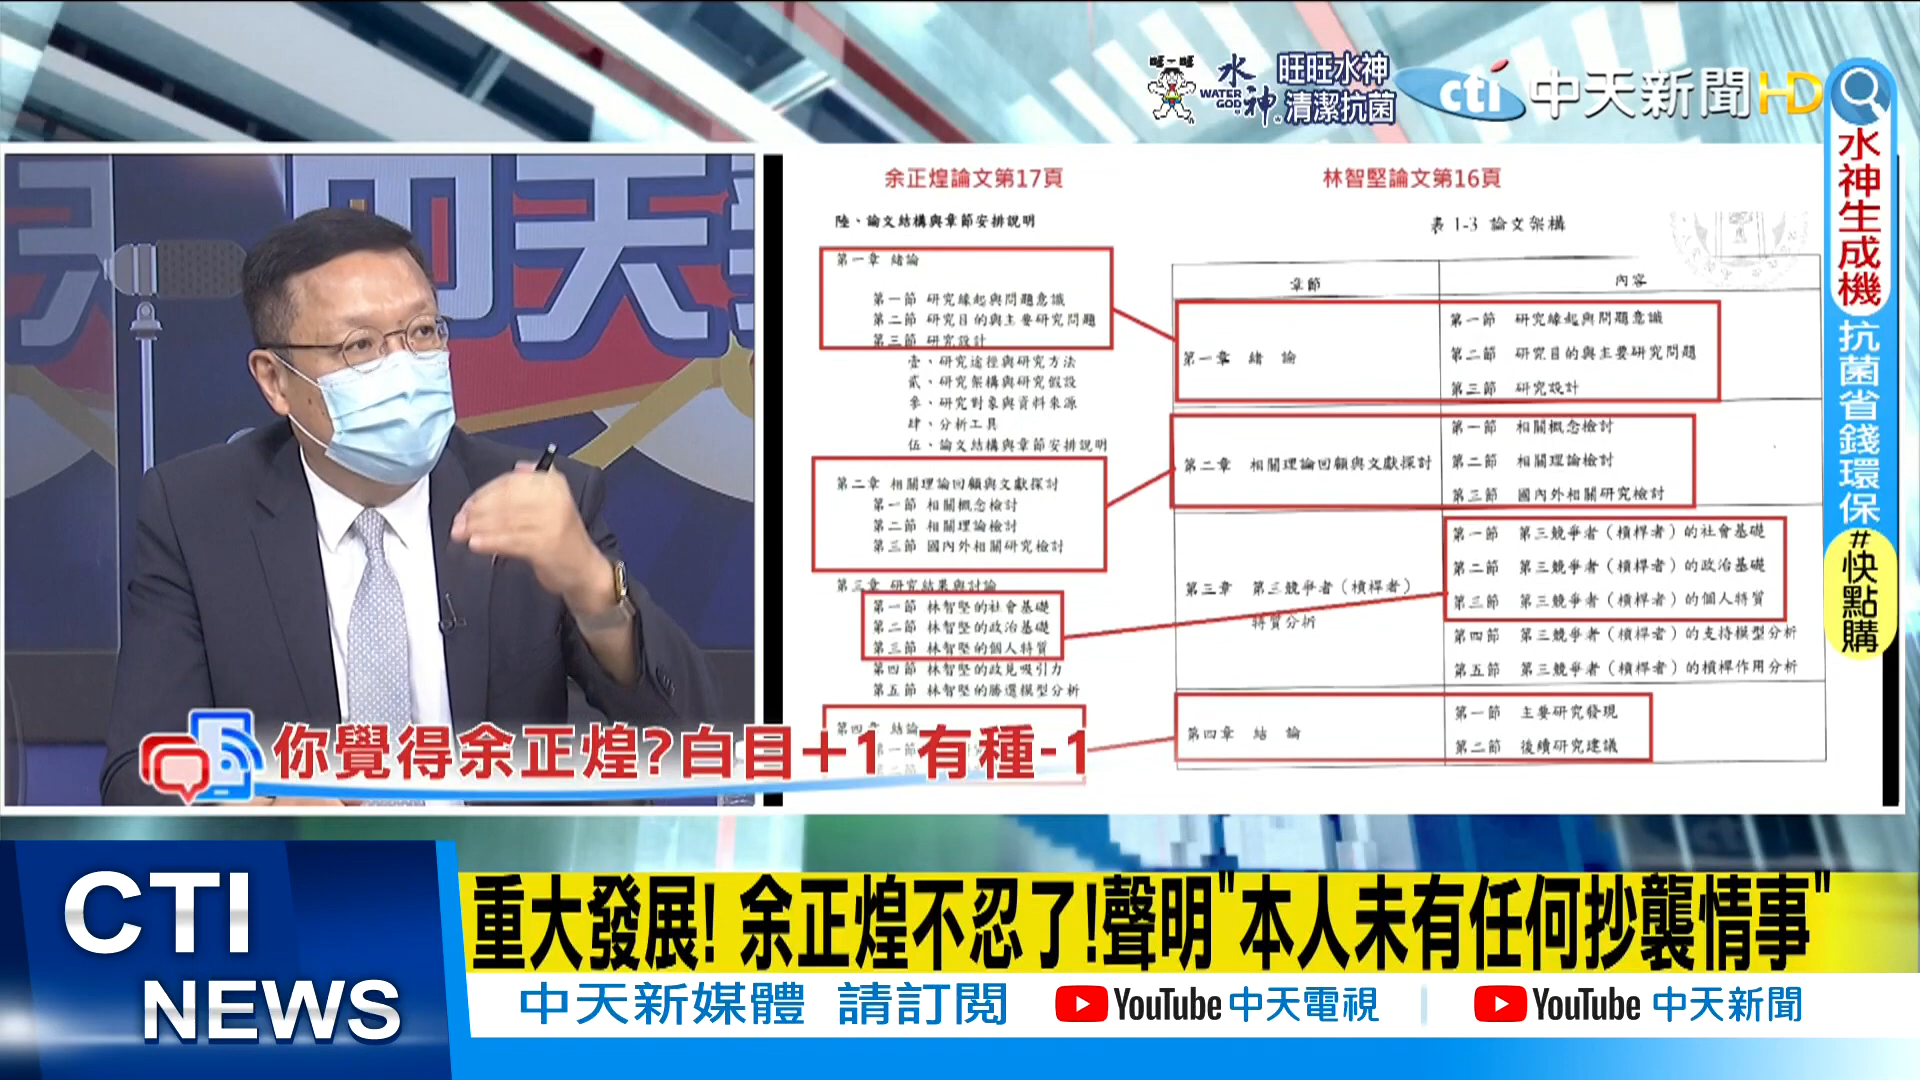 旺一旺
水神
WATER GOD
旺旺水神
清潔抗菌
cti 中天新聞HD
水神生成機 抗菌省錢環保
#快點購
余正煌論文第17頁
陸、論文結構與章節安排說明
第一章 緒論
第一節 研究緣起與問題意識
第二節 研究目的與主要研究問題
第三節 研究設計
壹、研究途徑與研究方法
貳、研究架構與研究假設
參、研究對象與資料來源
肆、分析工具
伍、論文結構與章節安排說明
第二章 相關理論回顧與文獻探討
第一節 相關概念檢討
第二節 相關理論檢討
第三節 國內外相關研究檢討
第三章 研究結果與討論
第一節 林智堅的社會基礎
第二節 林智堅的政治基礎
第三節 林智堅的個人特質
第四節 林智堅的政見吸引力
第五節 林智堅的勝選模型分析
第四章 結論
林智堅論文第16頁
表 1-3 論文架構
章節 內容
第一章 緒 論
第一節 研究緣起與問題意識
第二節 研究目的與主要研究問題
第三節 研究設計
第二章 相關理論回顧與文獻探討
第一節 相關概念檢討
第二節 相關理論檢討
第三節 國內外相關研究檢討
第三章 第三競爭者(槓桿者)
特質分析
第一節 第三競爭者(槓桿者)的社會基礎
第二節 第三競爭者(槓桿者)的政治基礎
第三節 第三競爭者(槓桿者)的個人特質
第四節 第三競爭者(槓桿者)的支持模型分析
第五節 第三競爭者(槓桿者)的槓桿作用分析
第四章 結 論
第一節 主要研究發現
第二節 後續研究建議
你覺得余正煌?白目+1 有種-1
CTI
NEWS
重大發展! 余正煌不忍了!聲明"本人未有任何抄襲情事"
中天新媒體 請訂閱 YouTube 中天電視 | YouTube 中天新聞